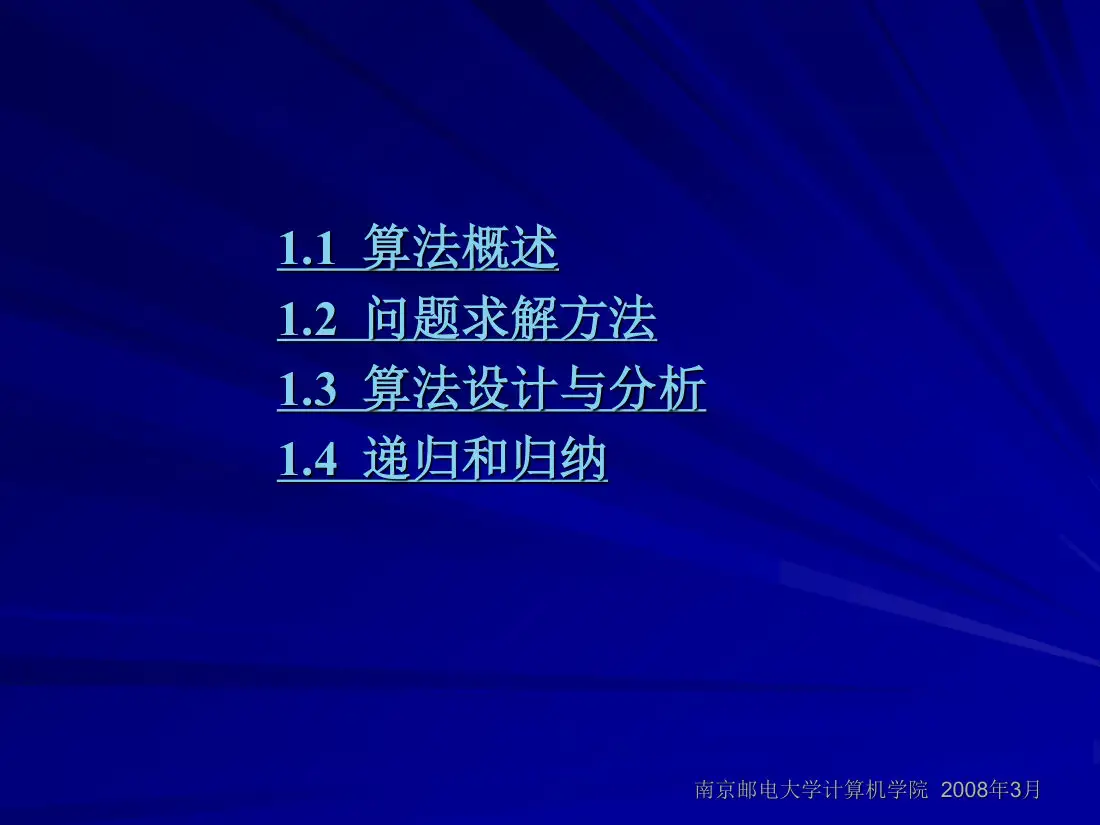 1.1 算法概述
1.2 问题求解方法
1.3 算法设计与分析
1.4 递归和归纳
南京邮电大学计算机学院 2008年3月